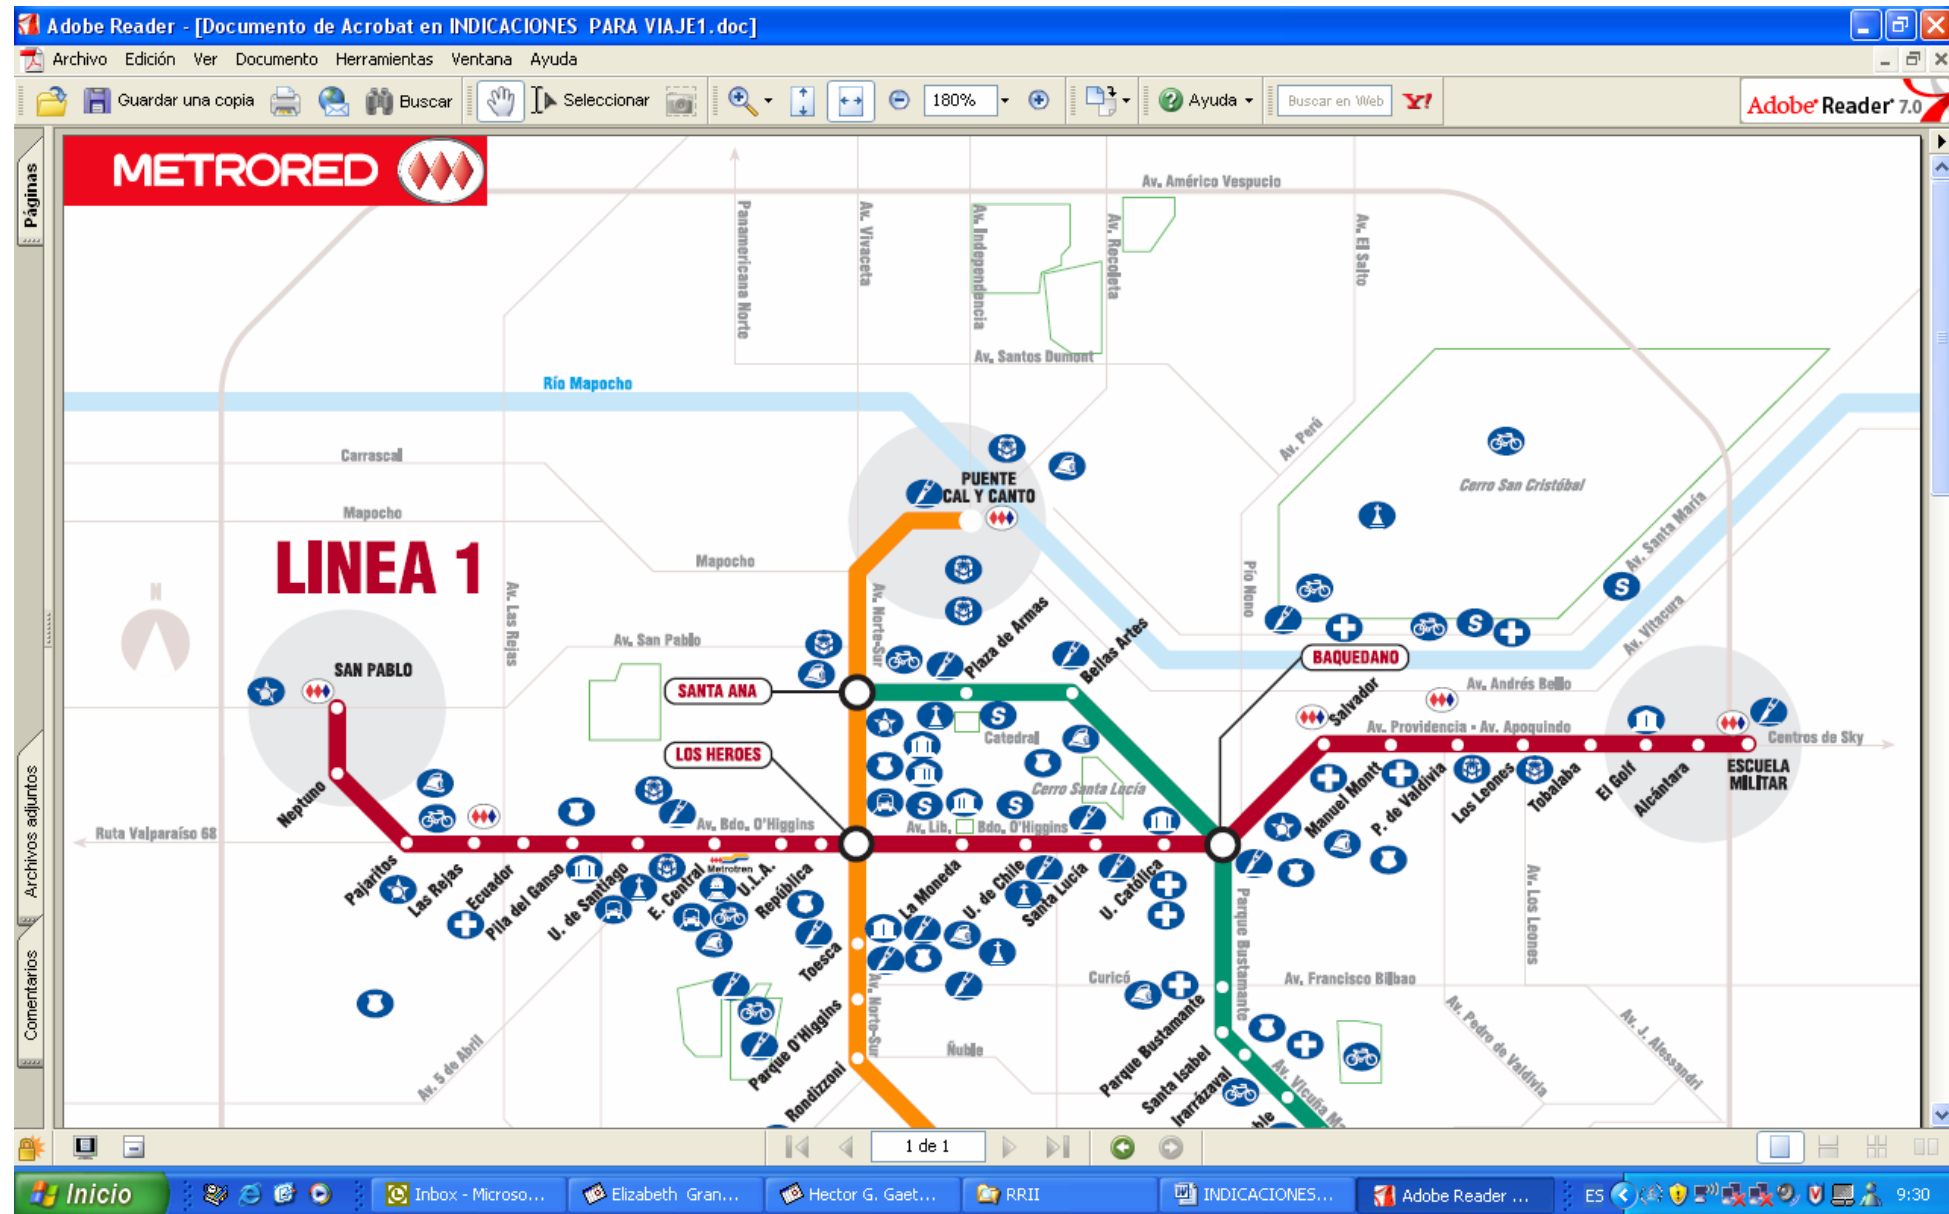 Adobe Reader - [Documento de Acrobat en INDICACIONES PARA VIAJE1.doc]
Archivo Edición Ver Documento Herramientas Ventana Ayuda
Guardar una copia Buscar Seleccionar 180% Ayuda Buscar en Web Y!
Adobe Reader 7.0
Páginas
Archivos adjuntos
Comentarios
METRORED
Av. Américo Vespucio
Panamericana Norte
Av. Vivaceta
Av. Independencia
Av. Recoleta
Av. El Salto
Av. Santos Dumont
Río Mapocho
Av. Perú
Carrascal
PUENTE
CAL Y CANTO
Cerro San Cristóbal
Mapocho
Av. Santa María
LINEA 1
Mapocho
N
Av. Las Rejas
Av. Norte-Sur
Pío Nono
S
Av. Vitacura
Av. San Pablo
Plaza de Armas
Bellas Artes
S
BAQUEDANO
SAN PABLO
SANTA ANA
Av. Andrés Bello
Salvador
S
Av. Providencia - Av. Apoquindo
Catedral
Centros de Sky
LOS HEROES
ESCUELA
MILITAR
Neptuno
Cerro Santa Lucía
Manuel Montt
P. de Valdivia
Los Leones
Tobalaba
El Golf
Alcántara
S
S
Ruta Valparaíso 68
Av. Bdo. O'Higgins
Av. Lib.
Bdo. O'Higgins
Metrotren
Pajaritos
Las Rejas
Ecuador
Pila del Ganso
U. de Santiago
E. Central
U.L.A.
República
La Moneda
U. de Chile
Santa Lucía
U. Católica
Parque Bustamante
Av. Los Leones
Toesca
Curicó
Av. Francisco Bilbao
Parque O'Higgins
Av. Norte-Sur
Parque Bustamante
Av. Pedro de Valdivia
Av. J. Alessandri
Av. 5 de Abril
Ñuble
Rondizzoni
Santa Isabel
Irarrázaval
Av. Vicuña Ma
ble
1 de 1
Inicio
Inbox - Microso...
Elizabeth Gran...
Hector G. Gaet...
RRII
INDICACIONES...
Adobe Reader ...
ES
9:30